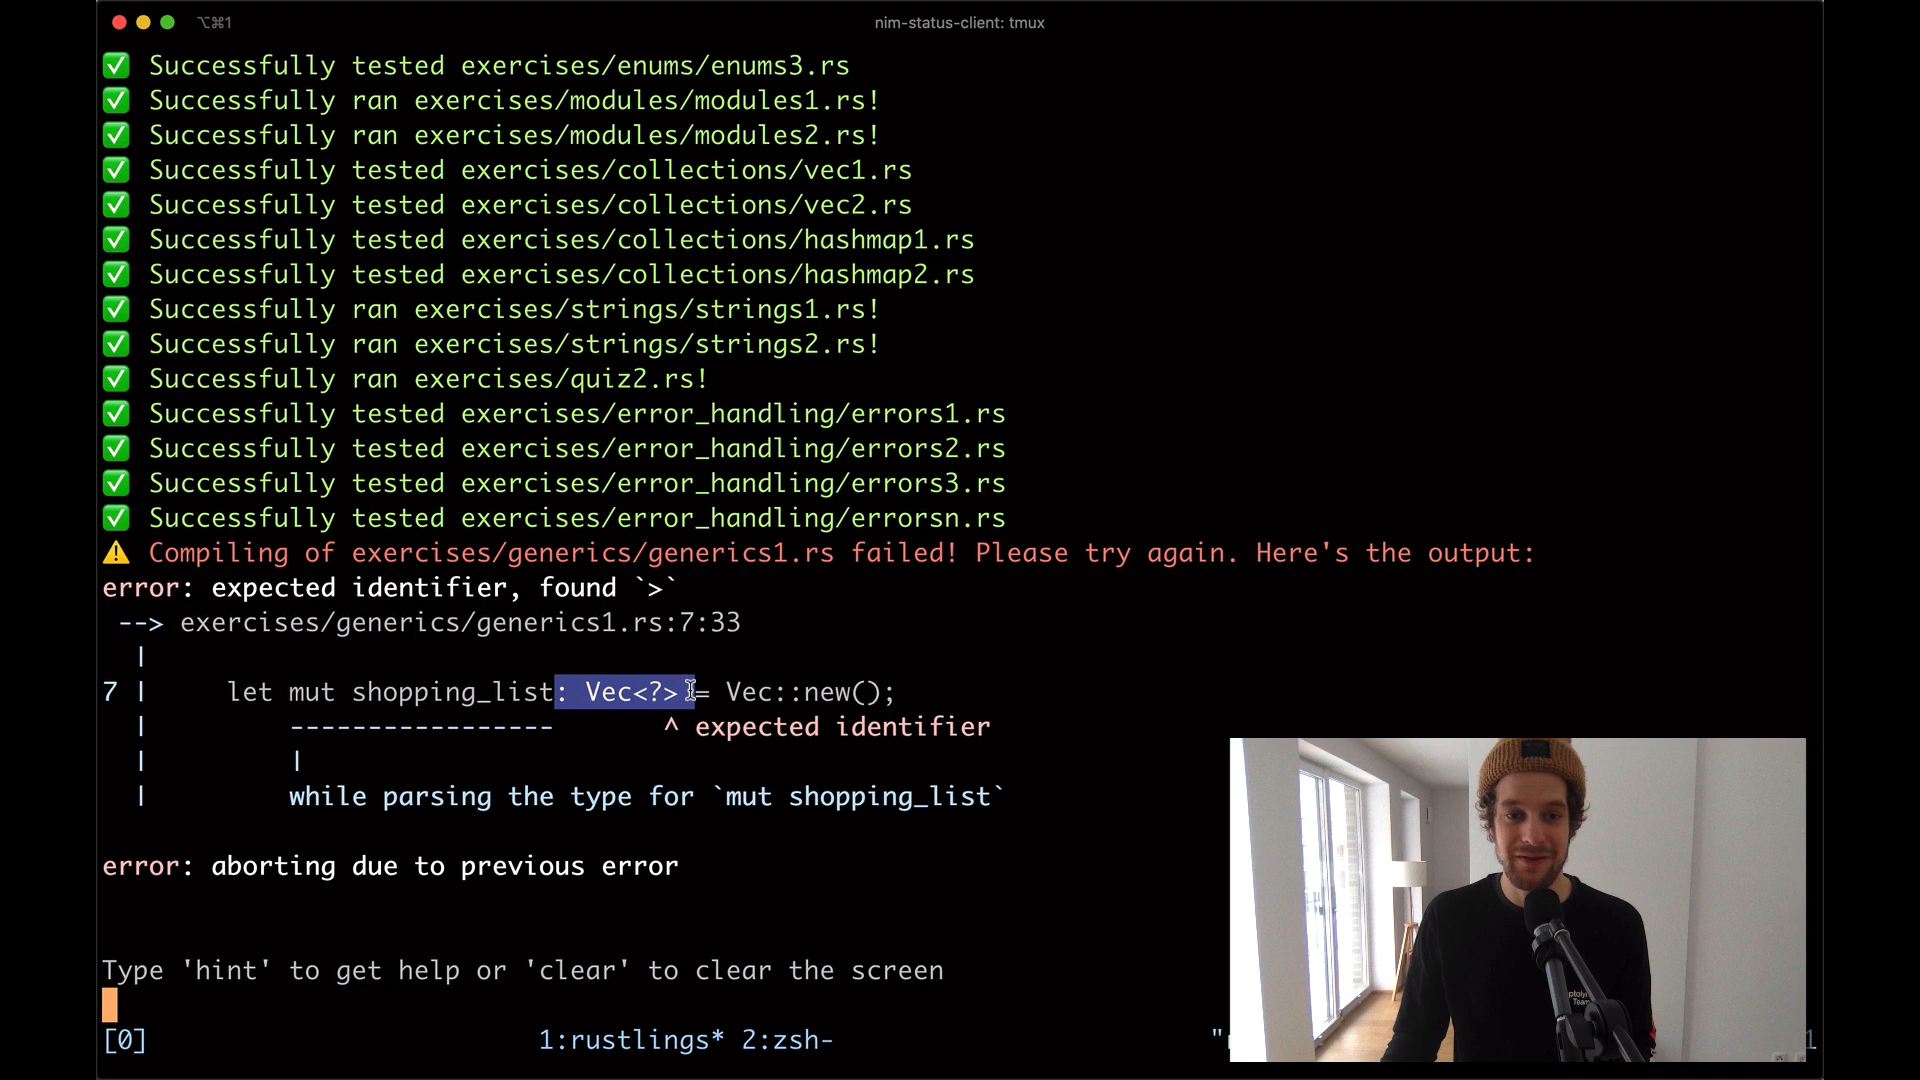 ⌥⌘1
nim-status-client: tmux
✅ Successfully tested exercises/enums/enums3.rs
✅ Successfully ran exercises/modules/modules1.rs!
✅ Successfully ran exercises/modules/modules2.rs!
✅ Successfully tested exercises/collections/vec1.rs
✅ Successfully tested exercises/collections/vec2.rs
✅ Successfully tested exercises/collections/hashmap1.rs
✅ Successfully tested exercises/collections/hashmap2.rs
✅ Successfully ran exercises/strings/strings1.rs!
✅ Successfully ran exercises/strings/strings2.rs!
✅ Successfully ran exercises/quiz2.rs!
✅ Successfully tested exercises/error_handling/errors1.rs
✅ Successfully tested exercises/error_handling/errors2.rs
✅ Successfully tested exercises/error_handling/errors3.rs
✅ Successfully tested exercises/error_handling/errorsn.rs
⚠️ Compiling of exercises/generics/generics1.rs failed! Please try again. Here's the output:
error: expected identifier, found `>`
 --> exercises/generics/generics1.rs:7:33
  |
7 |     let mut shopping_list: Vec<?> = Vec::new();
  |         -----------------       ^ expected identifier
  |         |
  |         while parsing the type for `mut shopping_list`
error: aborting due to previous error
Type 'hint' to get help or 'clear' to clear the screen
[0] 1:rustlings* 2:zsh-
Team